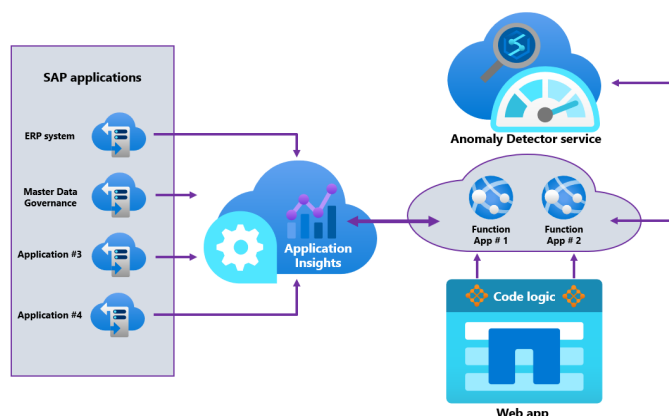 SAP applications
ERP system
Master Data
Governance
Application #3
Application #4
Application
Insights
Anomaly Detector service
Function
App # 1
Function
App # 2
Code logic
Web app